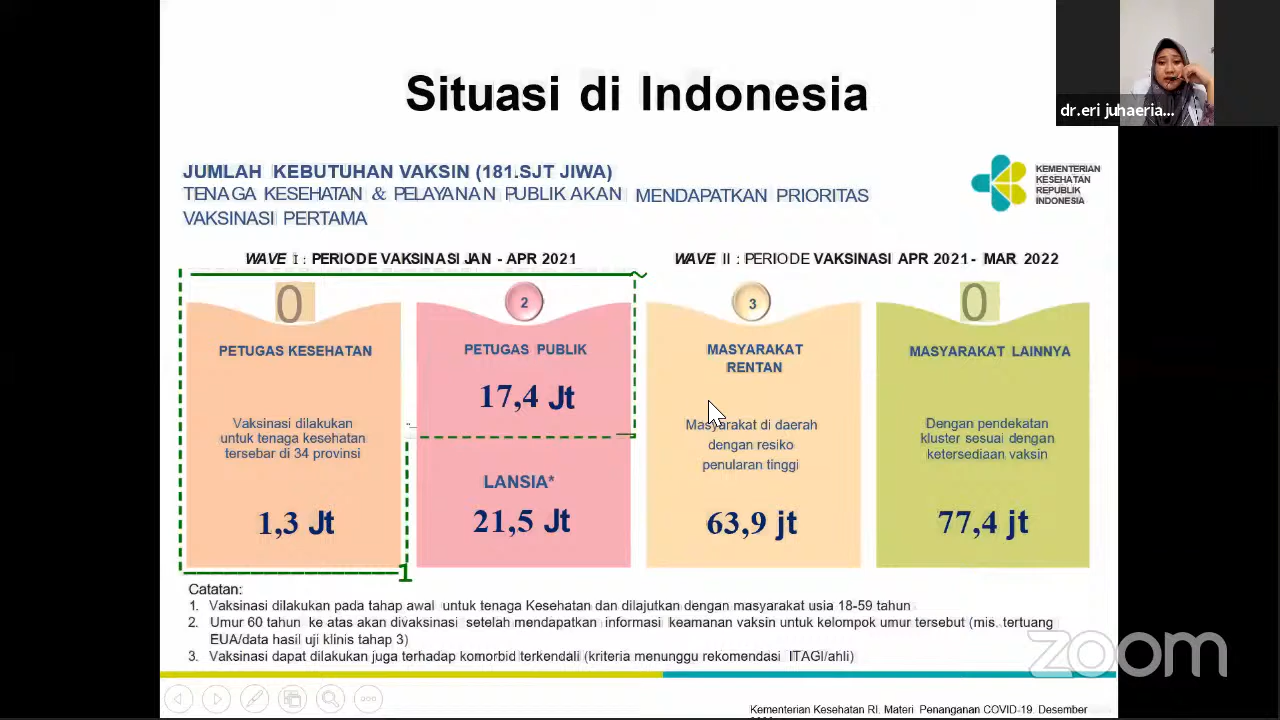 Situasi di Indonesia
dr.eri juhaeria...
JUMLAH KEBUTUHAN VAKSIN (181.SJT JIWA)
TENAGA KESEHATAN & PELAYANAN PUBLIK AKAN MENDAPATKAN PRIORITAS
VAKSINASI PERTAMA
KEMENTERIAN
KESEHATAN
REPUBLIK
INDONESIA
WAVE I : PERIODE VAKSINASI JAN - APR 2021
WAVE II : PERIODE VAKSINASI APR 2021 - MAR 2022
0
PETUGAS KESEHATAN
Vaksinasi dilakukan
untuk tenaga kesehatan
tersebar di 34 provinsi
1,3 Jt
1
2
PETUGAS PUBLIK
17,4 Jt
LANSIA*
21,5 Jt
3
MASYARAKAT
RENTAN
Masyarakat di daerah
dengan resiko
penularan tinggi
63,9 jt
0
MASYARAKAT LAINNYA
Dengan pendekatan
kluster sesuai dengan
ketersediaan vaksin
77,4 jt
Catatan:
1. Vaksinasi dilakukan pada tahap awal untuk tenaga Kesehatan dan dilajutkan dengan masyarakat usia 18-59 tahun
2. Umur 60 tahun ke atas akan divaksinasi setelah mendapatkan informasi keamanan vaksin untuk kelompok umur tersebut (mis. tertuang
EUA/data hasil uji klinis tahap 3)
3. Vaksinasi dapat dilakukan juga terhadap komorbid terkendali (kriteria menunggu rekomendasi ITAGI/ahli)
zoom
Kementerian Kesehatan RI. Materi Penanganan COVID-19. Desember